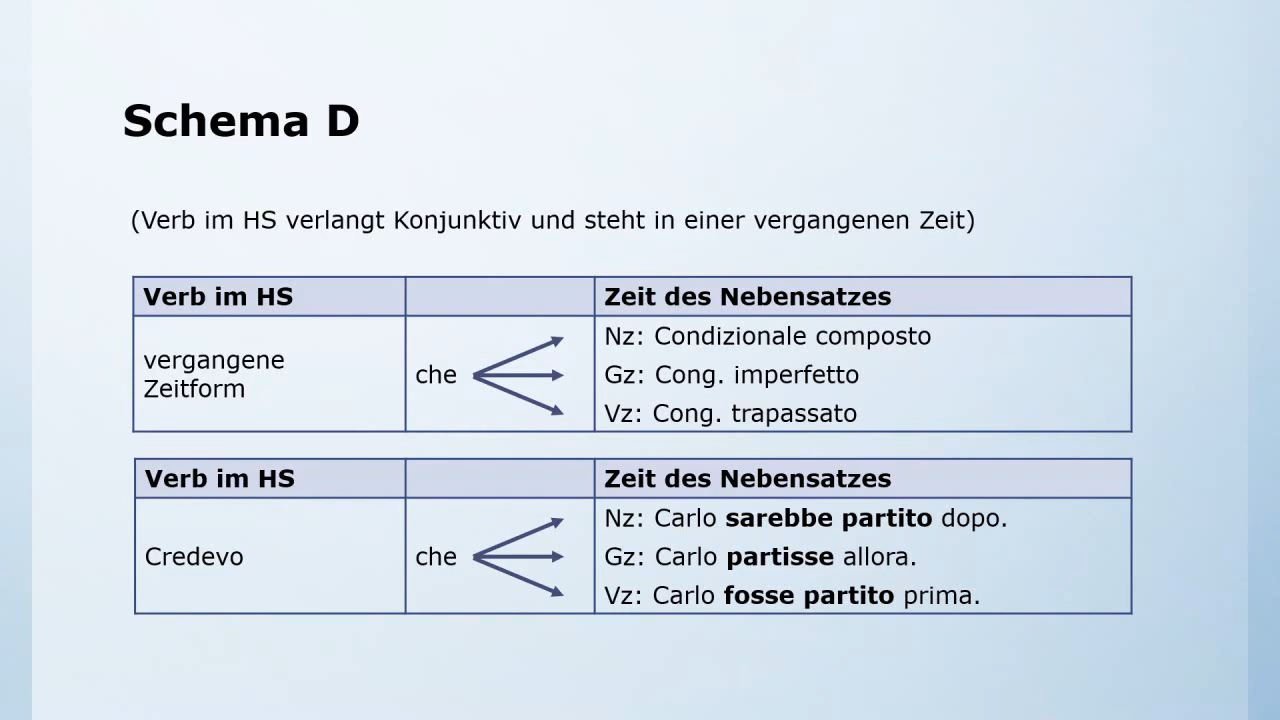 Schema D
(Verb im HS verlangt Konjunktiv und steht in einer vergangenen Zeit)
Verb im HS
Zeit des Nebensatzes
vergangene
Zeitform
che
Nz: Condizionale composto
Gz: Cong. imperfetto
Vz: Cong. trapassato
Verb im HS
Zeit des Nebensatzes
Credevo
che
Nz: Carlo sarebbe partito dopo.
Gz: Carlo partisse allora.
Vz: Carlo fosse partito prima.